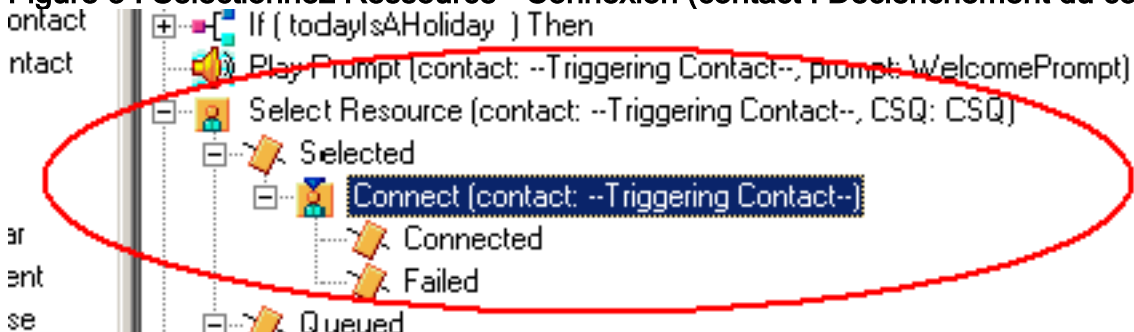 ontact
If ( todayIsAHoliday ) Then
ntact
Play Prompt (contact: --Triggering Contact--, prompt: WelcomePrompt)
Select Resource (contact: --Triggering Contact--, CSQ: CSQ)
Selected
Connect (contact: --Triggering Contact--)
ar
Connected
ent
Failed
se
Queued